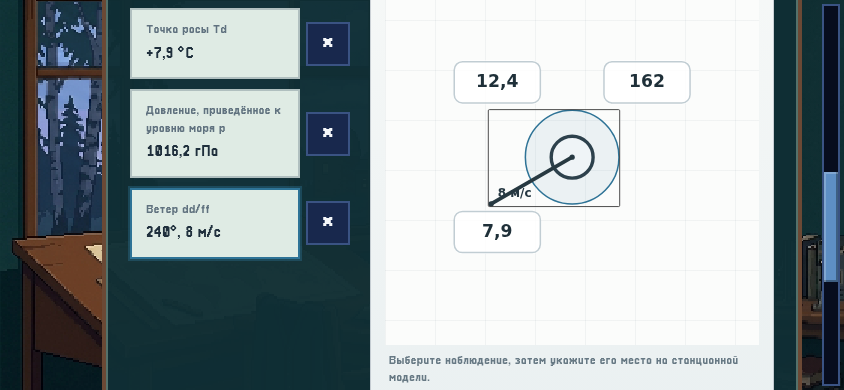 Точка росы Td
+7,9 °C
×
Давление, приведённое к
уровню моря p
1016,2 гПа
×
Ветер dd/ff
240°, 8 м/с
×
12,4
162
8 м/с
7,9
Выберите наблюдение, затем укажите его место на станционной
модели.